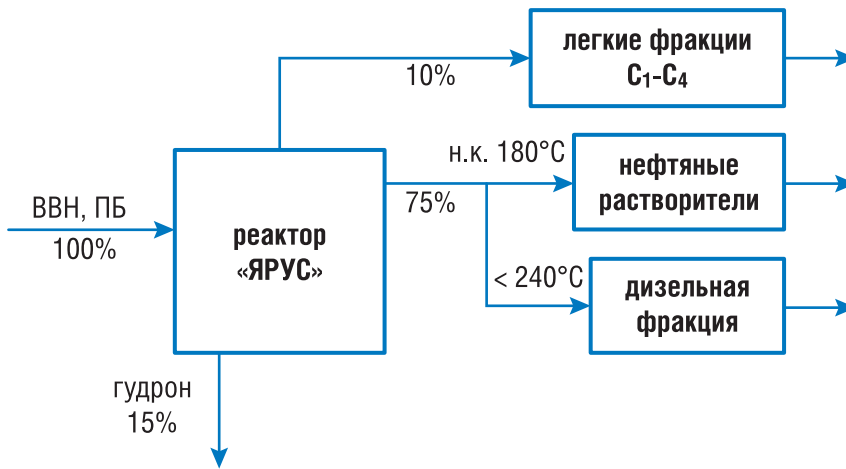 легкие фракции
C₁-C₄
10%
н.к. 180°C
нефтяные
растворители
75%
ВВН, ПБ
100%
реактор
«ЯРУС»
< 240°C
дизельная
фракция
гудрон
15%